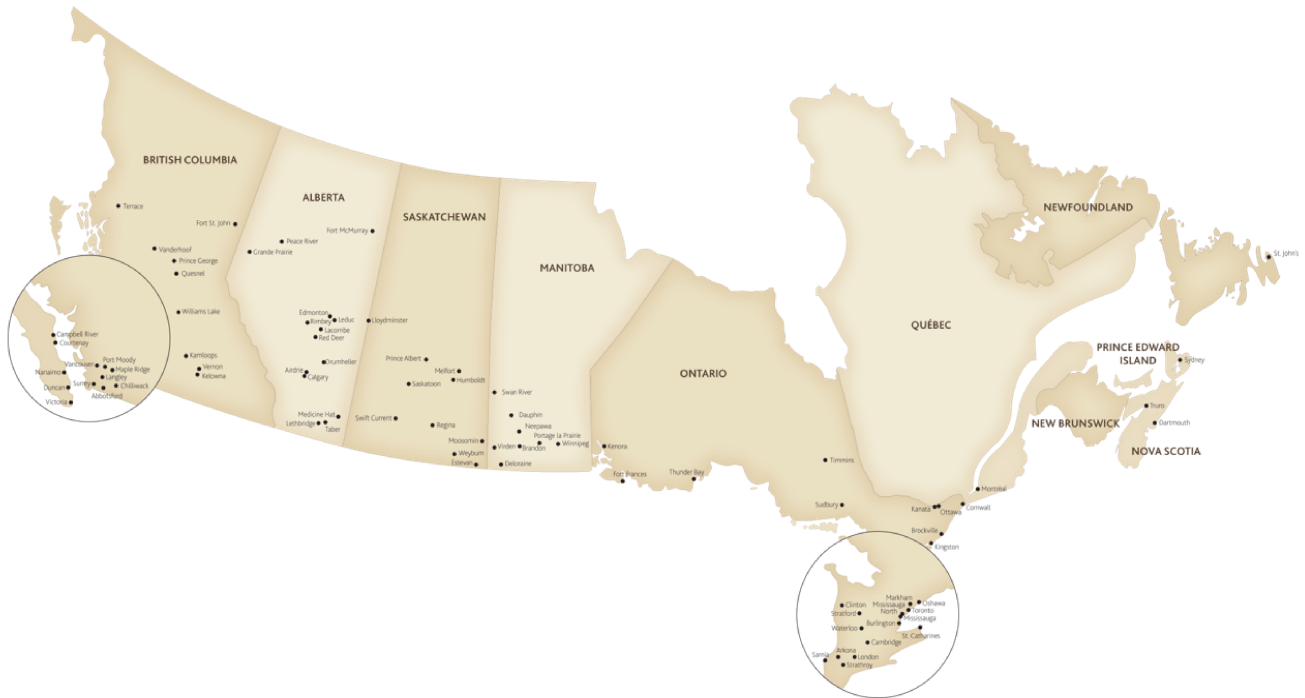 BRITISH COLUMBIA
Terrace
Fort St. John
Vanderhoof
Prince George
Quesnel
Williams Lake
Kamloops
Vernon
Kelowna
Campbell River
Courtenay
Port Moody
Vancouver
Maple Ridge
Nanaimo
Langley
Surrey
Chilliwack
Duncan
Abbotsford
Victoria
ALBERTA
Fort McMurray
Peace River
Grande Prairie
Edmonton
Leduc
Rimbey
Lacombe
Red Deer
Drumheller
Airdrie
Calgary
Medicine Hat
Lethbridge
Taber
SASKATCHEWAN
Lloydminster
Prince Albert
Melfort
Humboldt
Saskatoon
Swift Current
Regina
Moosomin
Weyburn
Estevan
MANITOBA
Swan River
Dauphin
Neepawa
Portage la Prairie
Virden
Brandon
Winnipeg
Deloraine
ONTARIO
Kenora
Fort Frances
Thunder Bay
Timmins
Sudbury
Kanata
Ottawa
Cornwall
Brockville
Kingston
Markham
Clinton
Mississauga
Oshawa
Stratford
North
Toronto
Mississauga
Waterloo
Burlington
St. Catharines
Cambridge
Sarnia
Arkona
London
Strathroy
QUÉBEC
Montréal
NEWFOUNDLAND
St. John's
PRINCE EDWARD
ISLAND
Sydney
NEW BRUNSWICK
Truro
Dartmouth
NOVA SCOTIA